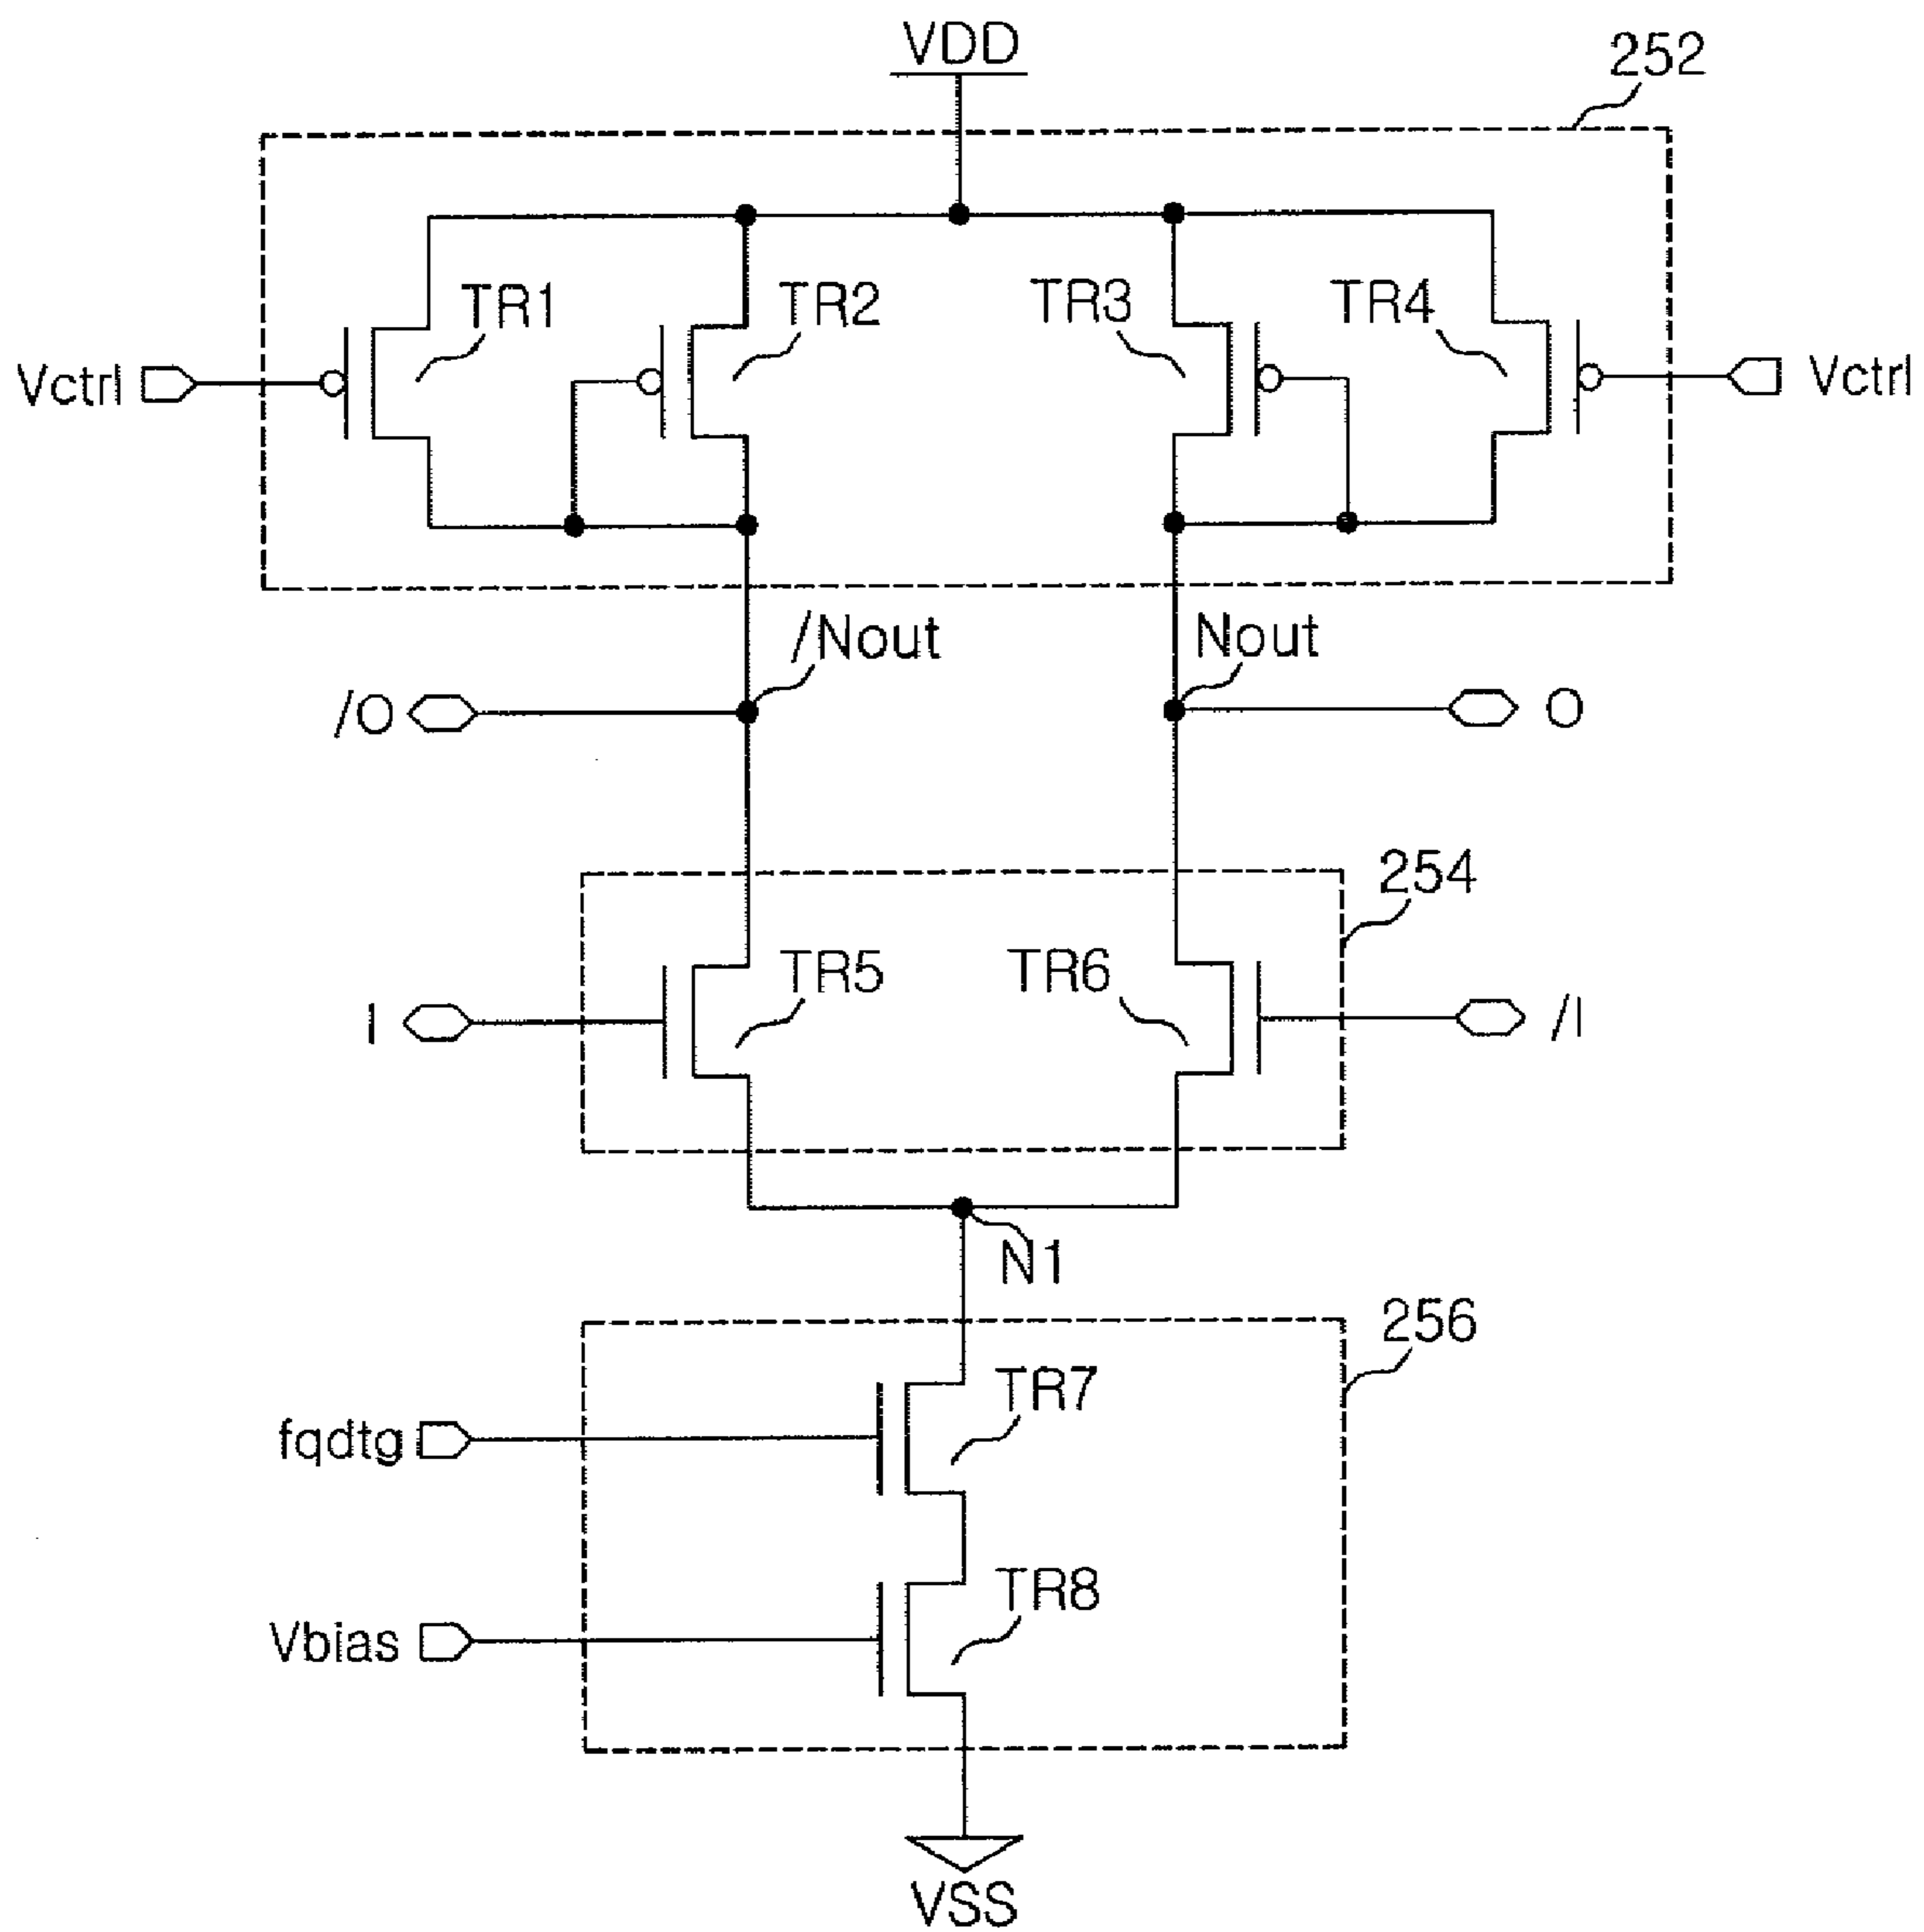 VDD
252
TR1
TR2
TR3
TR4
Vctrl
Vctrl
/Nout
Nout
/O
O
254
TR5
TR6
I
/I
N1
256
TR7
fqdtg
TR8
Vbias
VSS